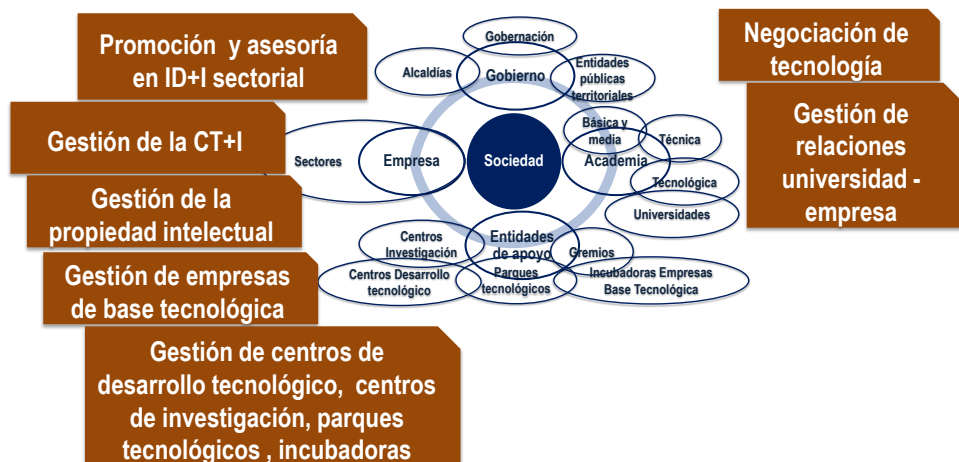 Promoción y asesoría
en ID+I sectorial
Gestión de la CT+I
Gestión de la
propiedad intelectual
Gestión de empresas
de base tecnológica
Gestión de centros de
desarrollo tecnológico, centros
de investigación, parques
tecnológicos , incubadoras
Gobernación
Alcaldías
Gobierno
Entidades
públicas
territoriales
Sectores
Empresa
Sociedad
Básica y
media
Academia
Técnica
Tecnológica
Universidades
Centros
Investigación
Entidades
de apoyo
Gremios
Centros Desarrollo
tecnológico
Parques
tecnológicos
Incubadoras Empresas
Base Tecnológica
Negociación de
tecnología
Gestión de
relaciones
universidad -
empresa